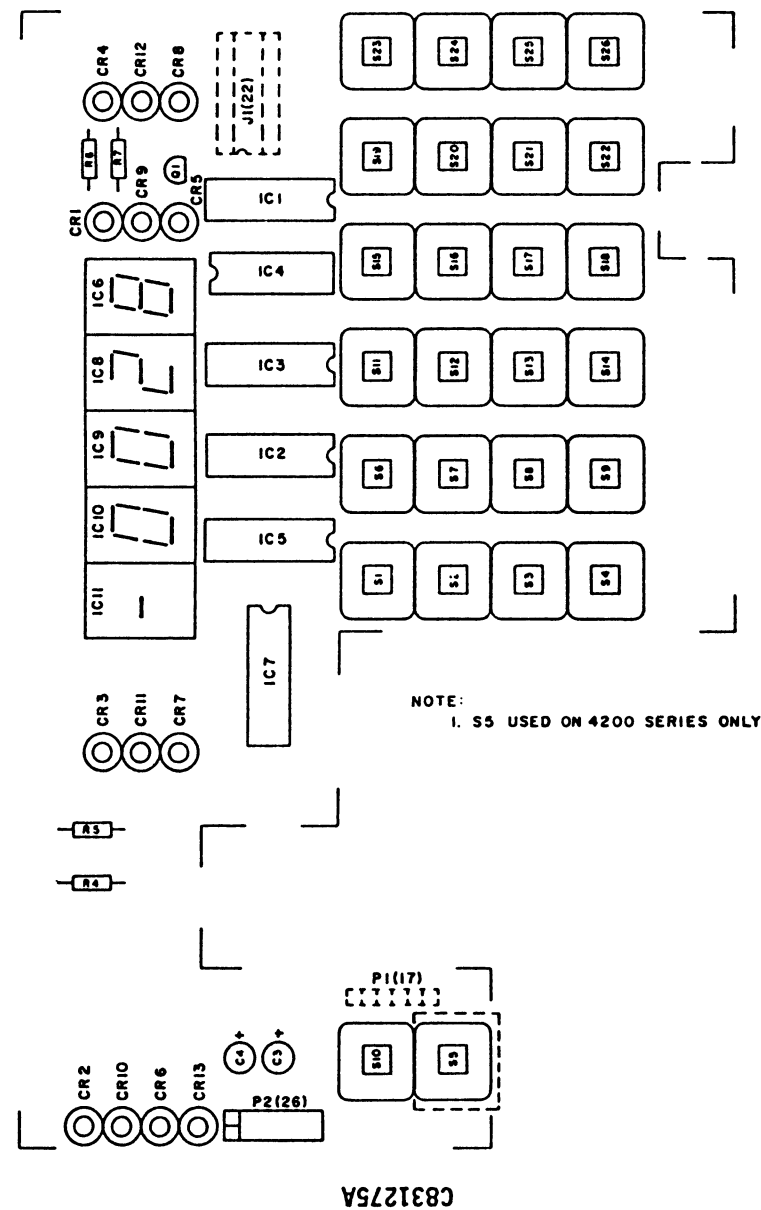 CR4
CR12
CR8
J1(22)
S23
S24
S25
S26
R6
R7
Q1
CR9
CR5
CR1
S19
S20
S21
S22
IC1
IC4
S15
S16
S17
S18
IC6
IC8
IC3
S11
S12
S13
S14
IC9
IC2
S6
S7
S8
S9
IC10
IC5
S1
S2
S3
S4
IC11
IC7
CR3
CR11
CR7
NOTE:
1. S5 USED ON 4200 SERIES ONLY
R5
R4
P1(17)
C4
+
C3
+
S10
S5
CR2
CR10
CR6
CR13
P2(26)
C831275A